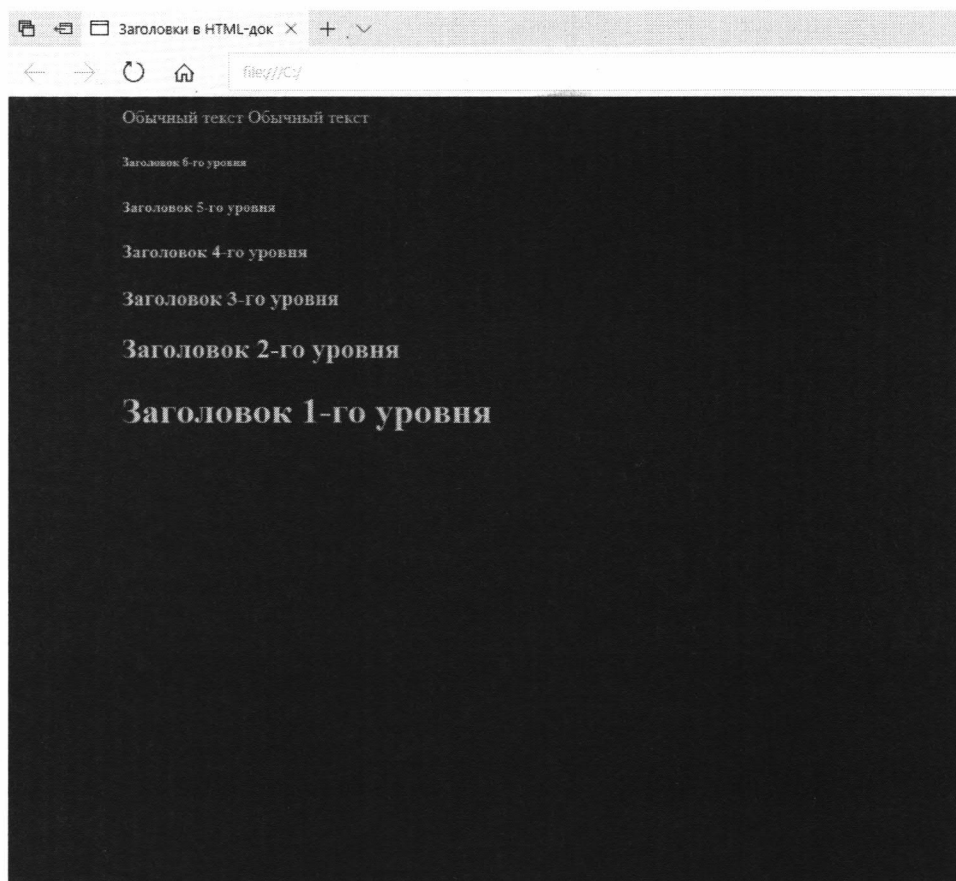 Заголовки в HTML-док
file:///C:/
Обычный текст Обычный текст
Заголовок 6-го уровня
Заголовок 5-го уровня
Заголовок 4-го уровня
Заголовок 3-го уровня
Заголовок 2-го уровня
Заголовок 1-го уровня